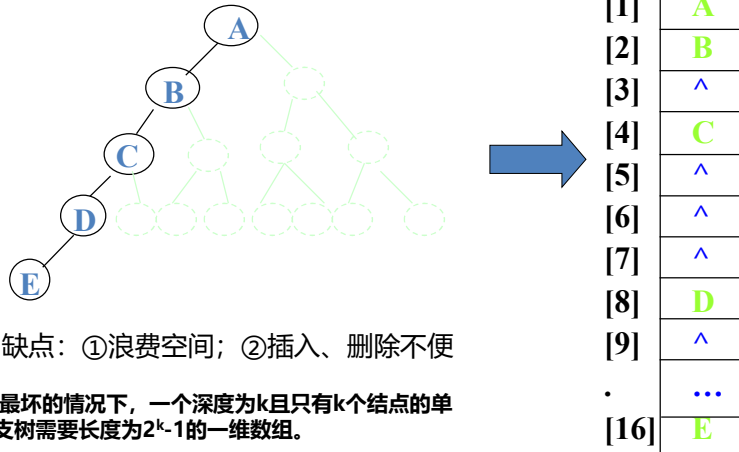 A
B
C
D
E
[1] A
[2] B
[3] ^
[4] C
[5] ^
[6] ^
[7] ^
[8] D
[9] ^
. …
[16] E
缺点：①浪费空间；②插入、删除不便
最坏的情况下，一个深度为k且只有k个结点的单
支树需要长度为2ᵏ-1的一维数组。